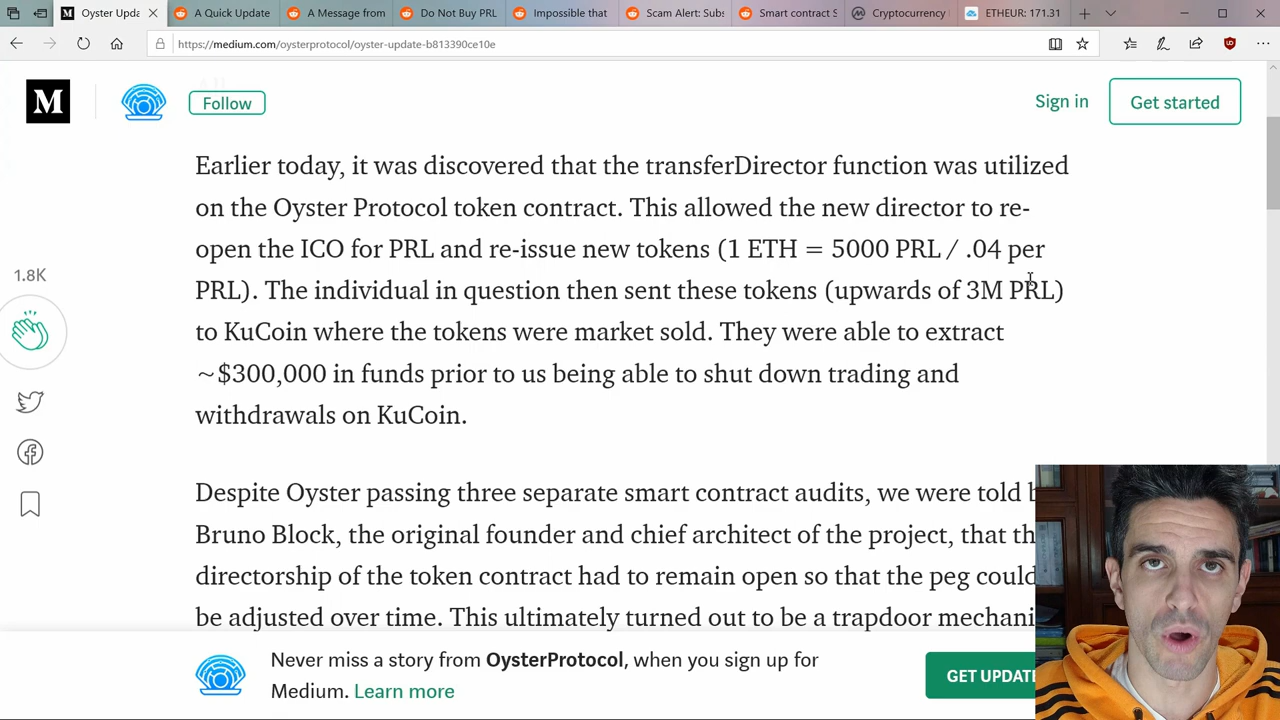 Oyster Upda
A Quick Update
A Message from
Do Not Buy PRL
Impossible that
Scam Alert: Subs
Smart contract S
Cryptocurrency
ETHEUR: 171.31
https://medium.com/oysterprotocol/oyster-update-b813390ce10e
M
Follow
Sign in
Get started
Earlier today, it was discovered that the transferDirector function was utilized
on the Oyster Protocol token contract. This allowed the new director to re-
open the ICO for PRL and re-issue new tokens (1 ETH = 5000 PRL / .04 per
PRL). The individual in question then sent these tokens (upwards of 3M PRL)
to KuCoin where the tokens were market sold. They were able to extract
~$300,000 in funds prior to us being able to shut down trading and
withdrawals on KuCoin.
1.8K
Despite Oyster passing three separate smart contract audits, we were told b
Bruno Block, the original founder and chief architect of the project, that th
directorship of the token contract had to remain open so that the peg could
be adjusted over time. This ultimately turned out to be a trapdoor mechani
Never miss a story from OysterProtocol, when you sign up for
Medium. Learn more
GET UPDATE